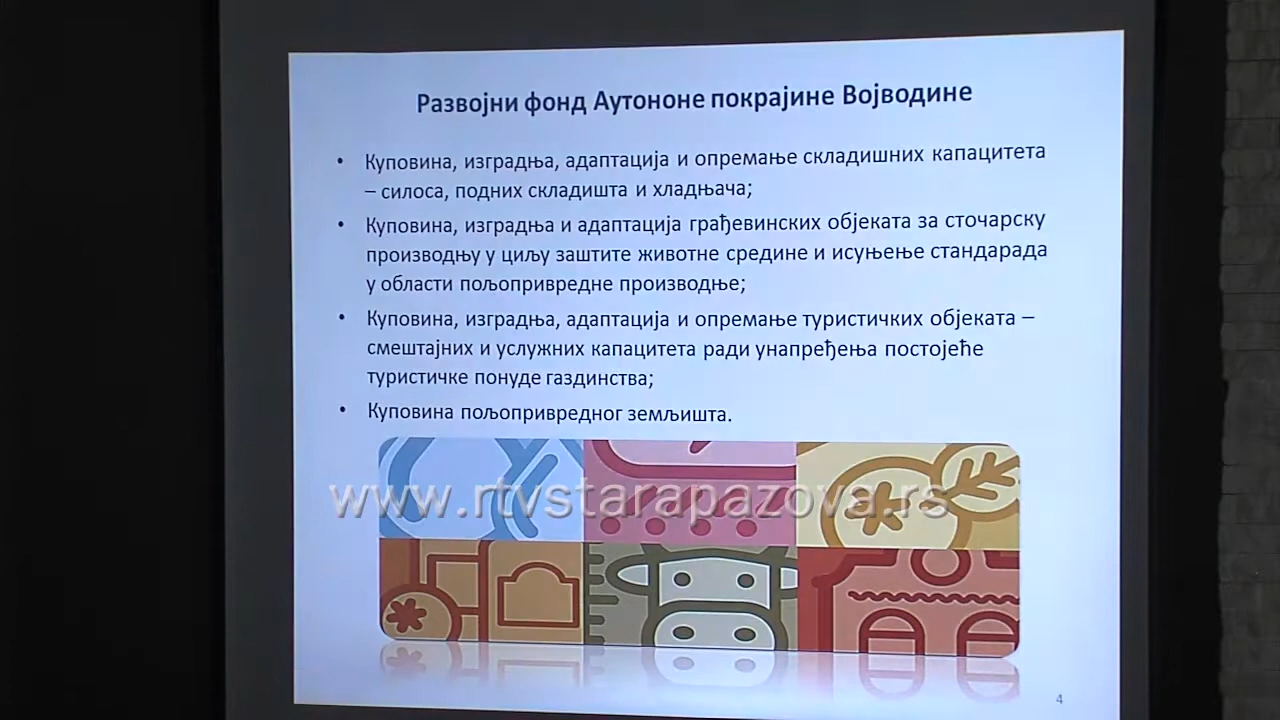 Развојни фонд Аутононе покрајине Војводине
• Куповина, изградња, адаптација и опремање складишних капацитета
– силоса, подних складишта и хладњача;
• Куповина, изградња и адаптација грађевинских објеката за сточарску
производњу у циљу заштите животне средине и исуњење стандарада
у области пољопривредне производње;
• Куповина, изградња, адаптација и опремање туристичких објеката –
смештајних и услужних капацитета ради унапређења постојеће
туристичке понуде газдинства;
• Куповина пољопривредног земљишта.
www.rtvstarapazova.rs
4